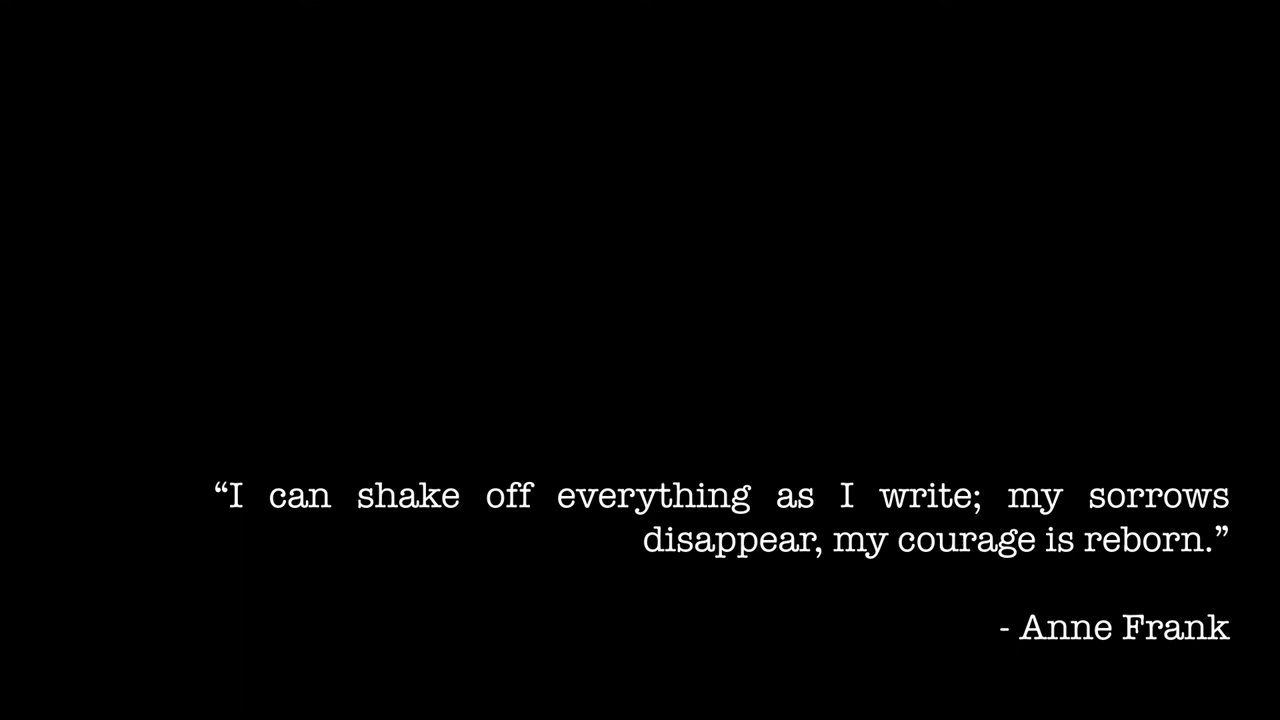 “I can shake off everything as I write; my sorrows
disappear, my courage is reborn.”
- Anne Frank